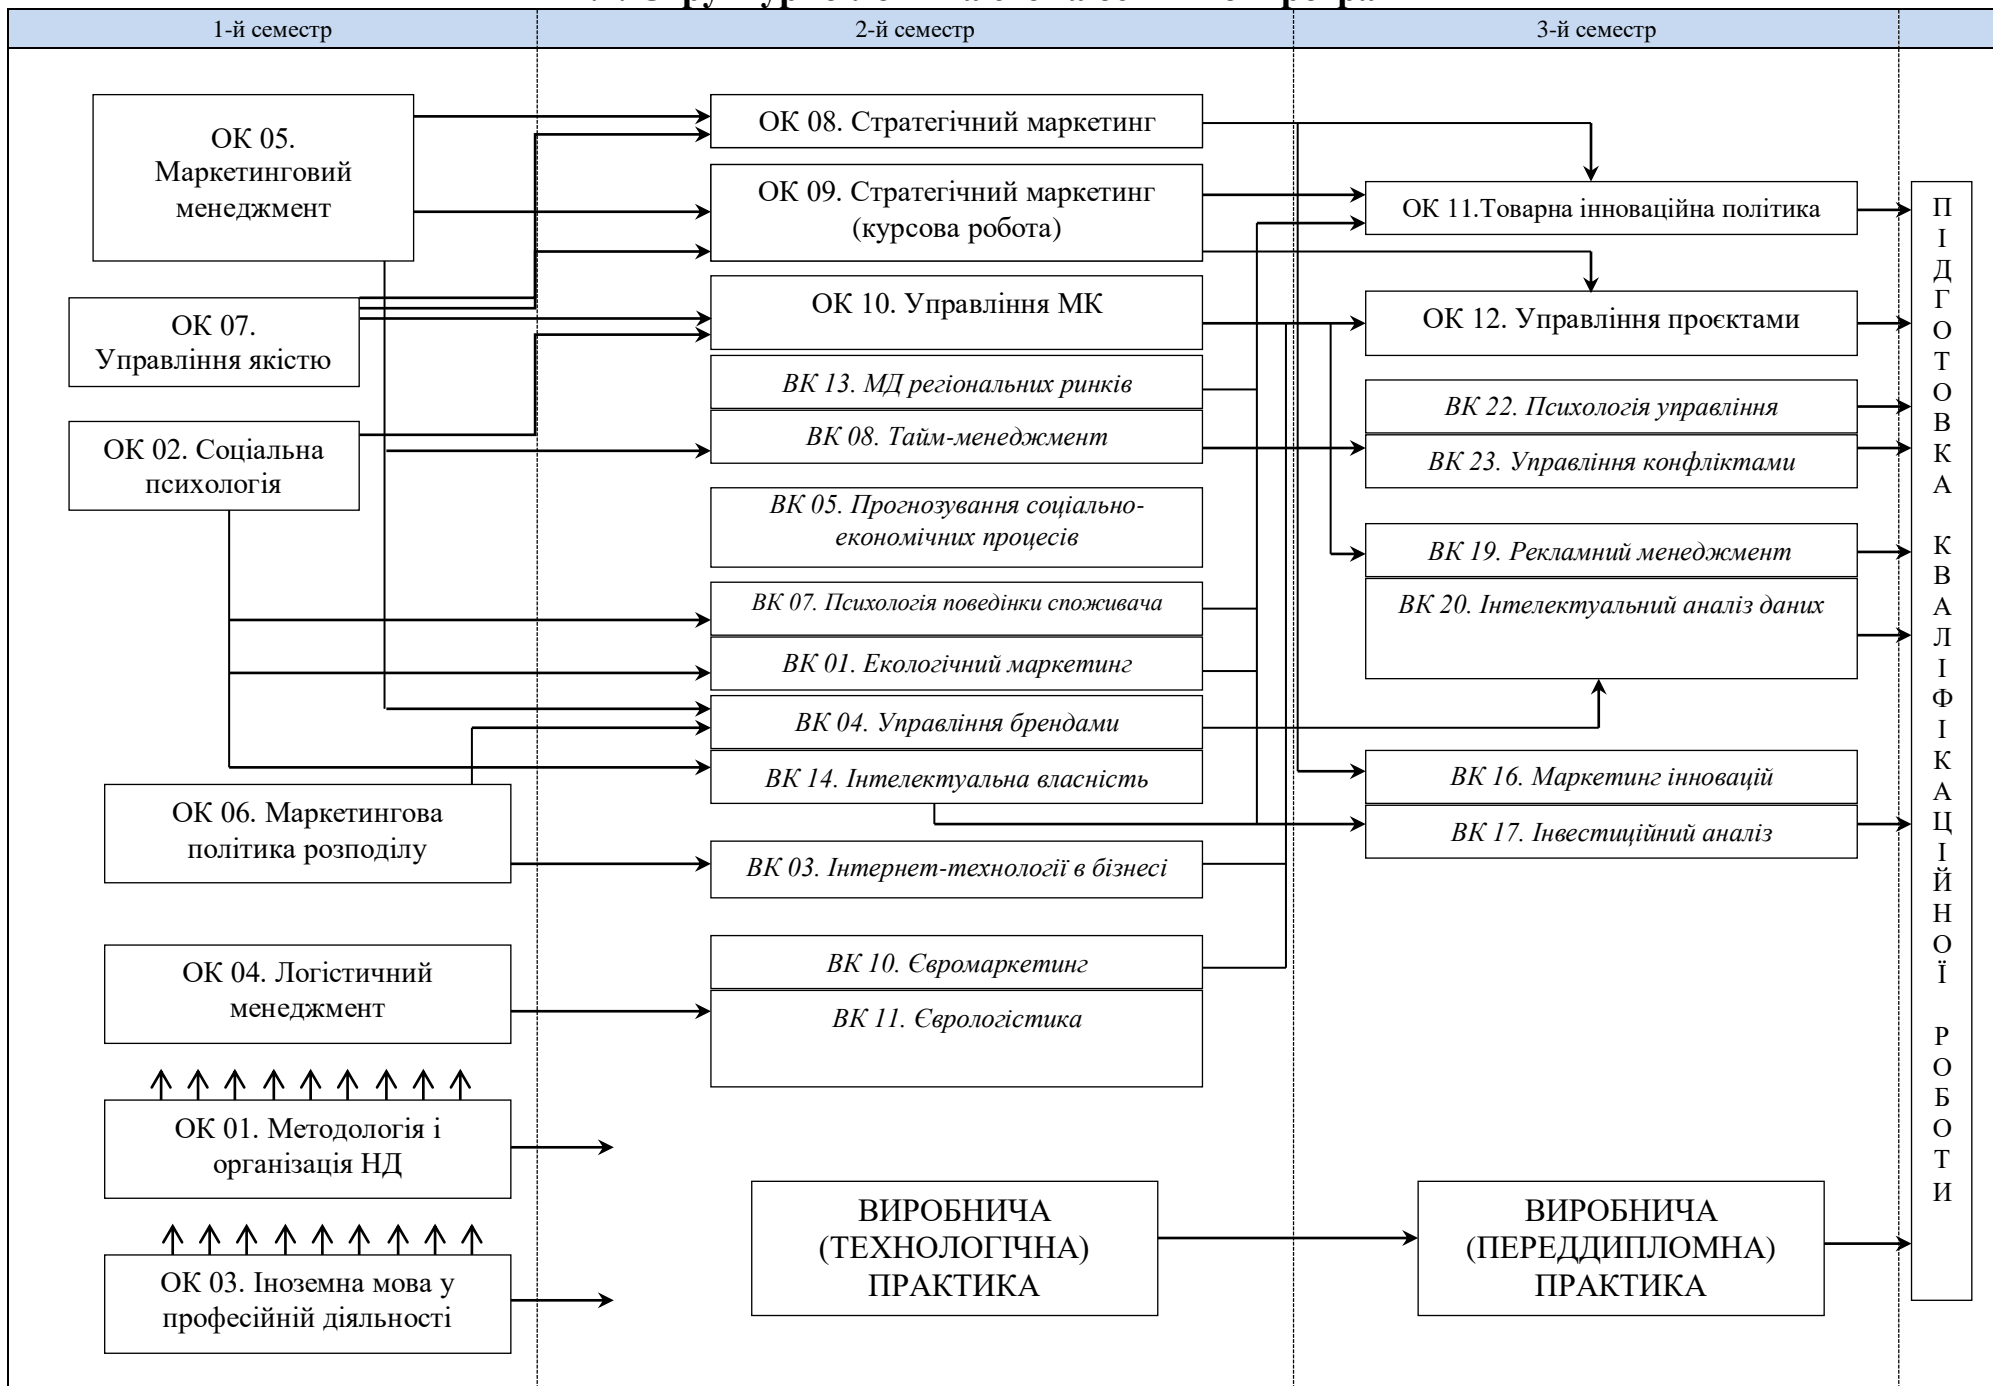 1-й семестр
2-й семестр
3-й семестр
ОК 05.
Маркетинговий
менеджмент
ОК 07.
Управління якістю
ОК 02. Соціальна
психологія
ОК 06. Маркетингова
політика розподілу
ОК 04. Логістичний
менеджмент
ОК 01. Методологія і
організація НД
ОК 03. Іноземна мова у
професійній діяльності
ОК 08. Стратегічний маркетинг
ОК 09. Стратегічний маркетинг
(курсова робота)
ОК 10. Управління МК
ВК 13. МД регіональних ринків
ВК 08. Тайм-менеджмент
ВК 05. Прогнозування соціально-
економічних процесів
ВК 07. Психологія поведінки споживача
ВК 01. Екологічний маркетинг
ВК 04. Управління брендами
ВК 14. Інтелектуальна власність
ВК 03. Інтернет-технології в бізнесі
ВК 10. Євромаркетинг
ВК 11. Єврологістика
ВИРОБНИЧА
(ТЕХНОЛОГІЧНА)
ПРАКТИКА
ОК 11.Товарна інноваційна політика
ОК 12. Управління проєктами
ВК 22. Психологія управління
ВК 23. Управління конфліктами
ВК 19. Рекламний менеджмент
ВК 20. Інтелектуальний аналіз даних
ВК 16. Маркетинг інновацій
ВК 17. Інвестиційний аналіз
ВИРОБНИЧА
(ПЕРЕДДИПЛОМНА)
ПРАКТИКА
ПІДГОТОВКА КВАЛІФІКАЦІЙНОЇ РОБОТИ